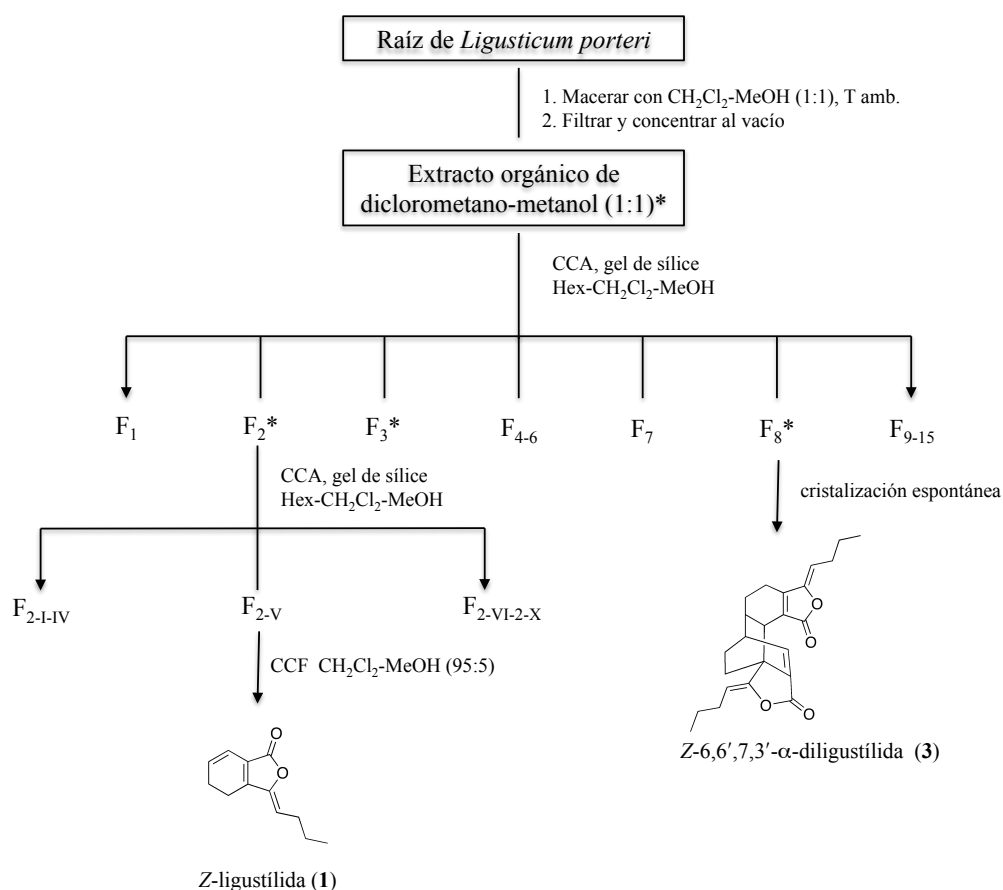 Raíz de Ligusticum porteri
1. Macerar con CH₂Cl₂-MeOH (1:1), T amb.
2. Filtrar y concentrar al vacío
Extracto orgánico de
diclorometano-metanol (1:1)*
CCA, gel de sílice
Hex-CH₂Cl₂-MeOH
F₁ F₂* F₃* F₄₋₆ F₇ F₈* F₉₋₁₅
CCA, gel de sílice
Hex-CH₂Cl₂-MeOH
cristalización espontánea
F2-I-IV F2-V F2-VI-2-X
CCF CH₂Cl₂-MeOH (95:5)
O
O
O
O
Z-6,6′,7,3′-α-diligustílida (3)
O
O
Z-ligustílida (1)